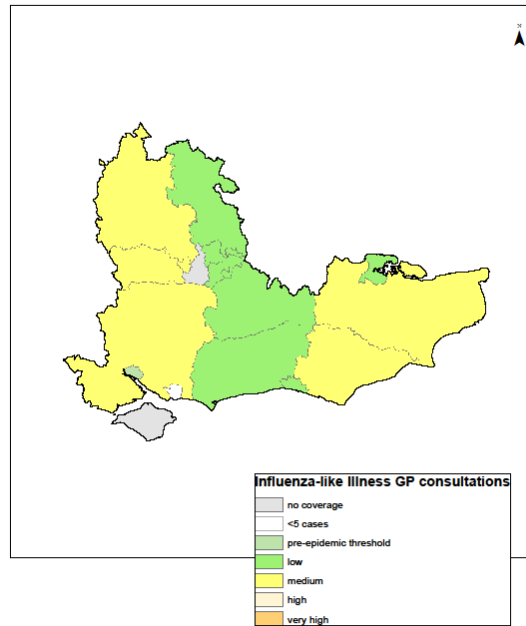 N
Influenza-like Illness GP consultations
no coverage
<5 cases
pre-epidemic threshold
low
medium
high
very high